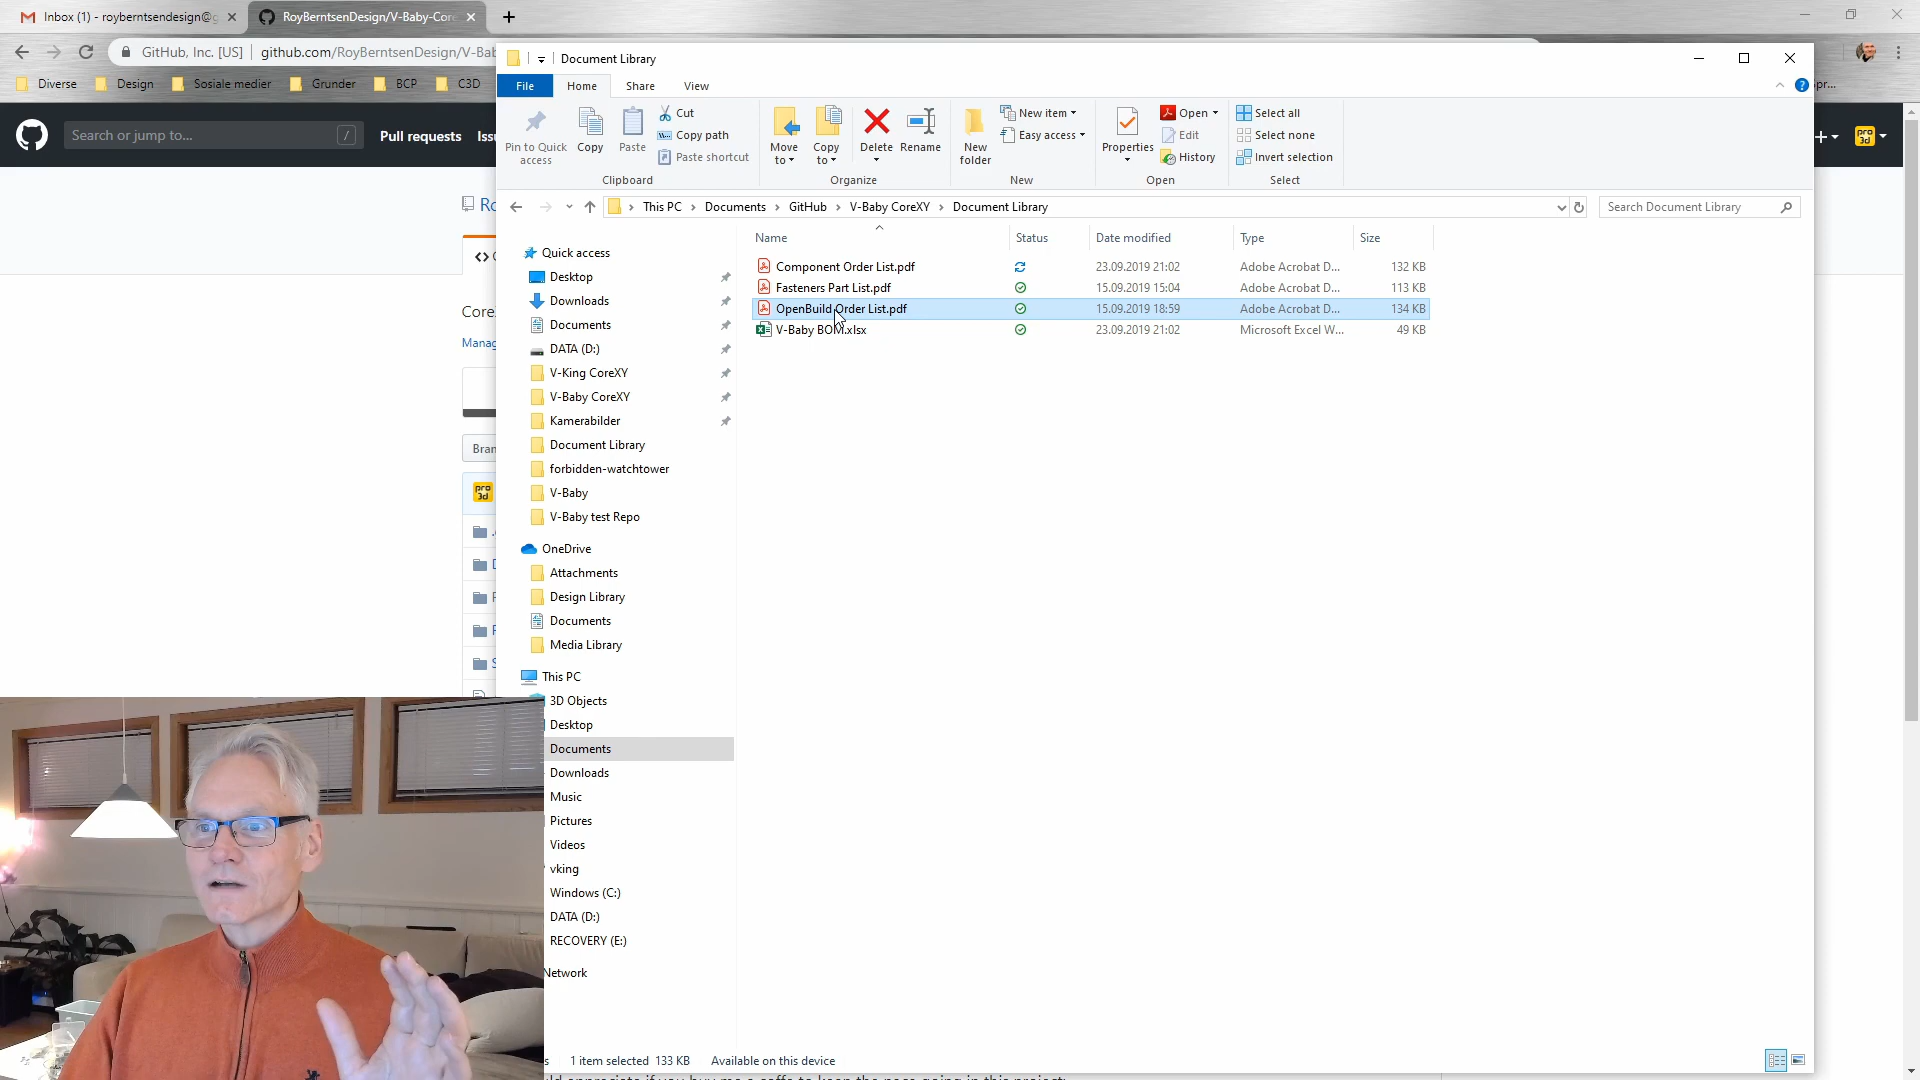 Inbox (1) - royberntsendesign@g
RoyBerntsenDesign/V-Baby-Core
GitHub, Inc. [US]
github.com/RoyBerntsenDesign/V-Bab
Diverse
Design
Sosiale medier
Grunder
BCP
C3D
Search or jump to...
/
Pull requests
Issu
Manag
Bran
pro
3d
pro
3d
Document Library
File
Home
Share
View
Pin to Quick
access
Copy
Paste
Cut
Copy path
Paste shortcut
Clipboard
Move
to
Copy
to
Delete
Rename
Organize
New
folder
New item
Easy access
New
Properties
Open
Edit
History
Open
Select all
Select none
Invert selection
Select
This PC
Documents
GitHub
V-Baby CoreXY
Document Library
Search Document Library
Name
Status
Date modified
Type
Size
Component Order List.pdf
23.09.2019 21:02
Adobe Acrobat D...
132 KB
Fasteners Part List.pdf
15.09.2019 15:04
Adobe Acrobat D...
113 KB
OpenBuild Order List.pdf
15.09.2019 18:59
Adobe Acrobat D...
134 KB
V-Baby BOM.xlsx
23.09.2019 21:02
Microsoft Excel W...
49 KB
Quick access
Desktop
Downloads
Documents
DATA (D:)
V-King CoreXY
V-Baby CoreXY
Kamerabilder
Document Library
forbidden-watchtower
V-Baby
V-Baby test Repo
OneDrive
Attachments
Design Library
Documents
Media Library
This PC
3D Objects
Desktop
Documents
Downloads
Music
Pictures
Videos
vking
Windows (C:)
DATA (D:)
RECOVERY (E:)
Network
1 item selected 133 KB
Available on this device